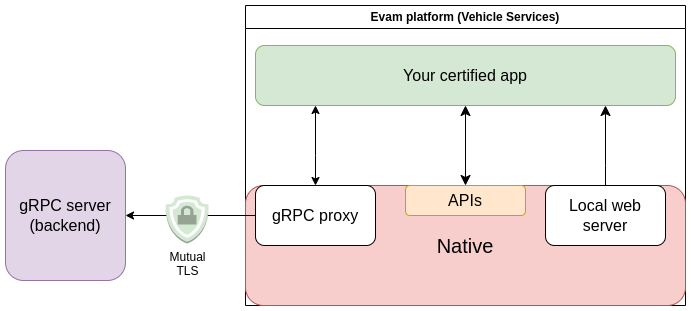 Evam platform (Vehicle Services)
Your certified app
gRPC server
(backend)
Mutual
TLS
gRPC proxy
APIs
Local web
server
Native